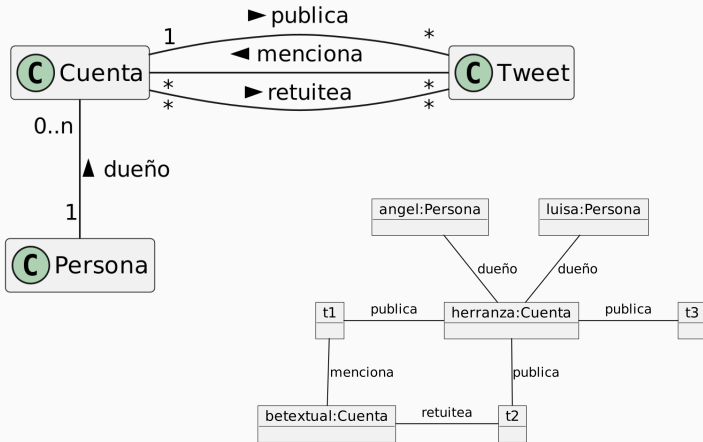 ► publica
1
*
◄ menciona
C Cuenta
C Tweet
*
*
► retuitea
*
*
0..n
▲ dueño
1
C Persona
angel:Persona
luisa:Persona
dueño
dueño
t1
publica
herranza:Cuenta
publica
t3
menciona
publica
betextual:Cuenta
retuitea
t2